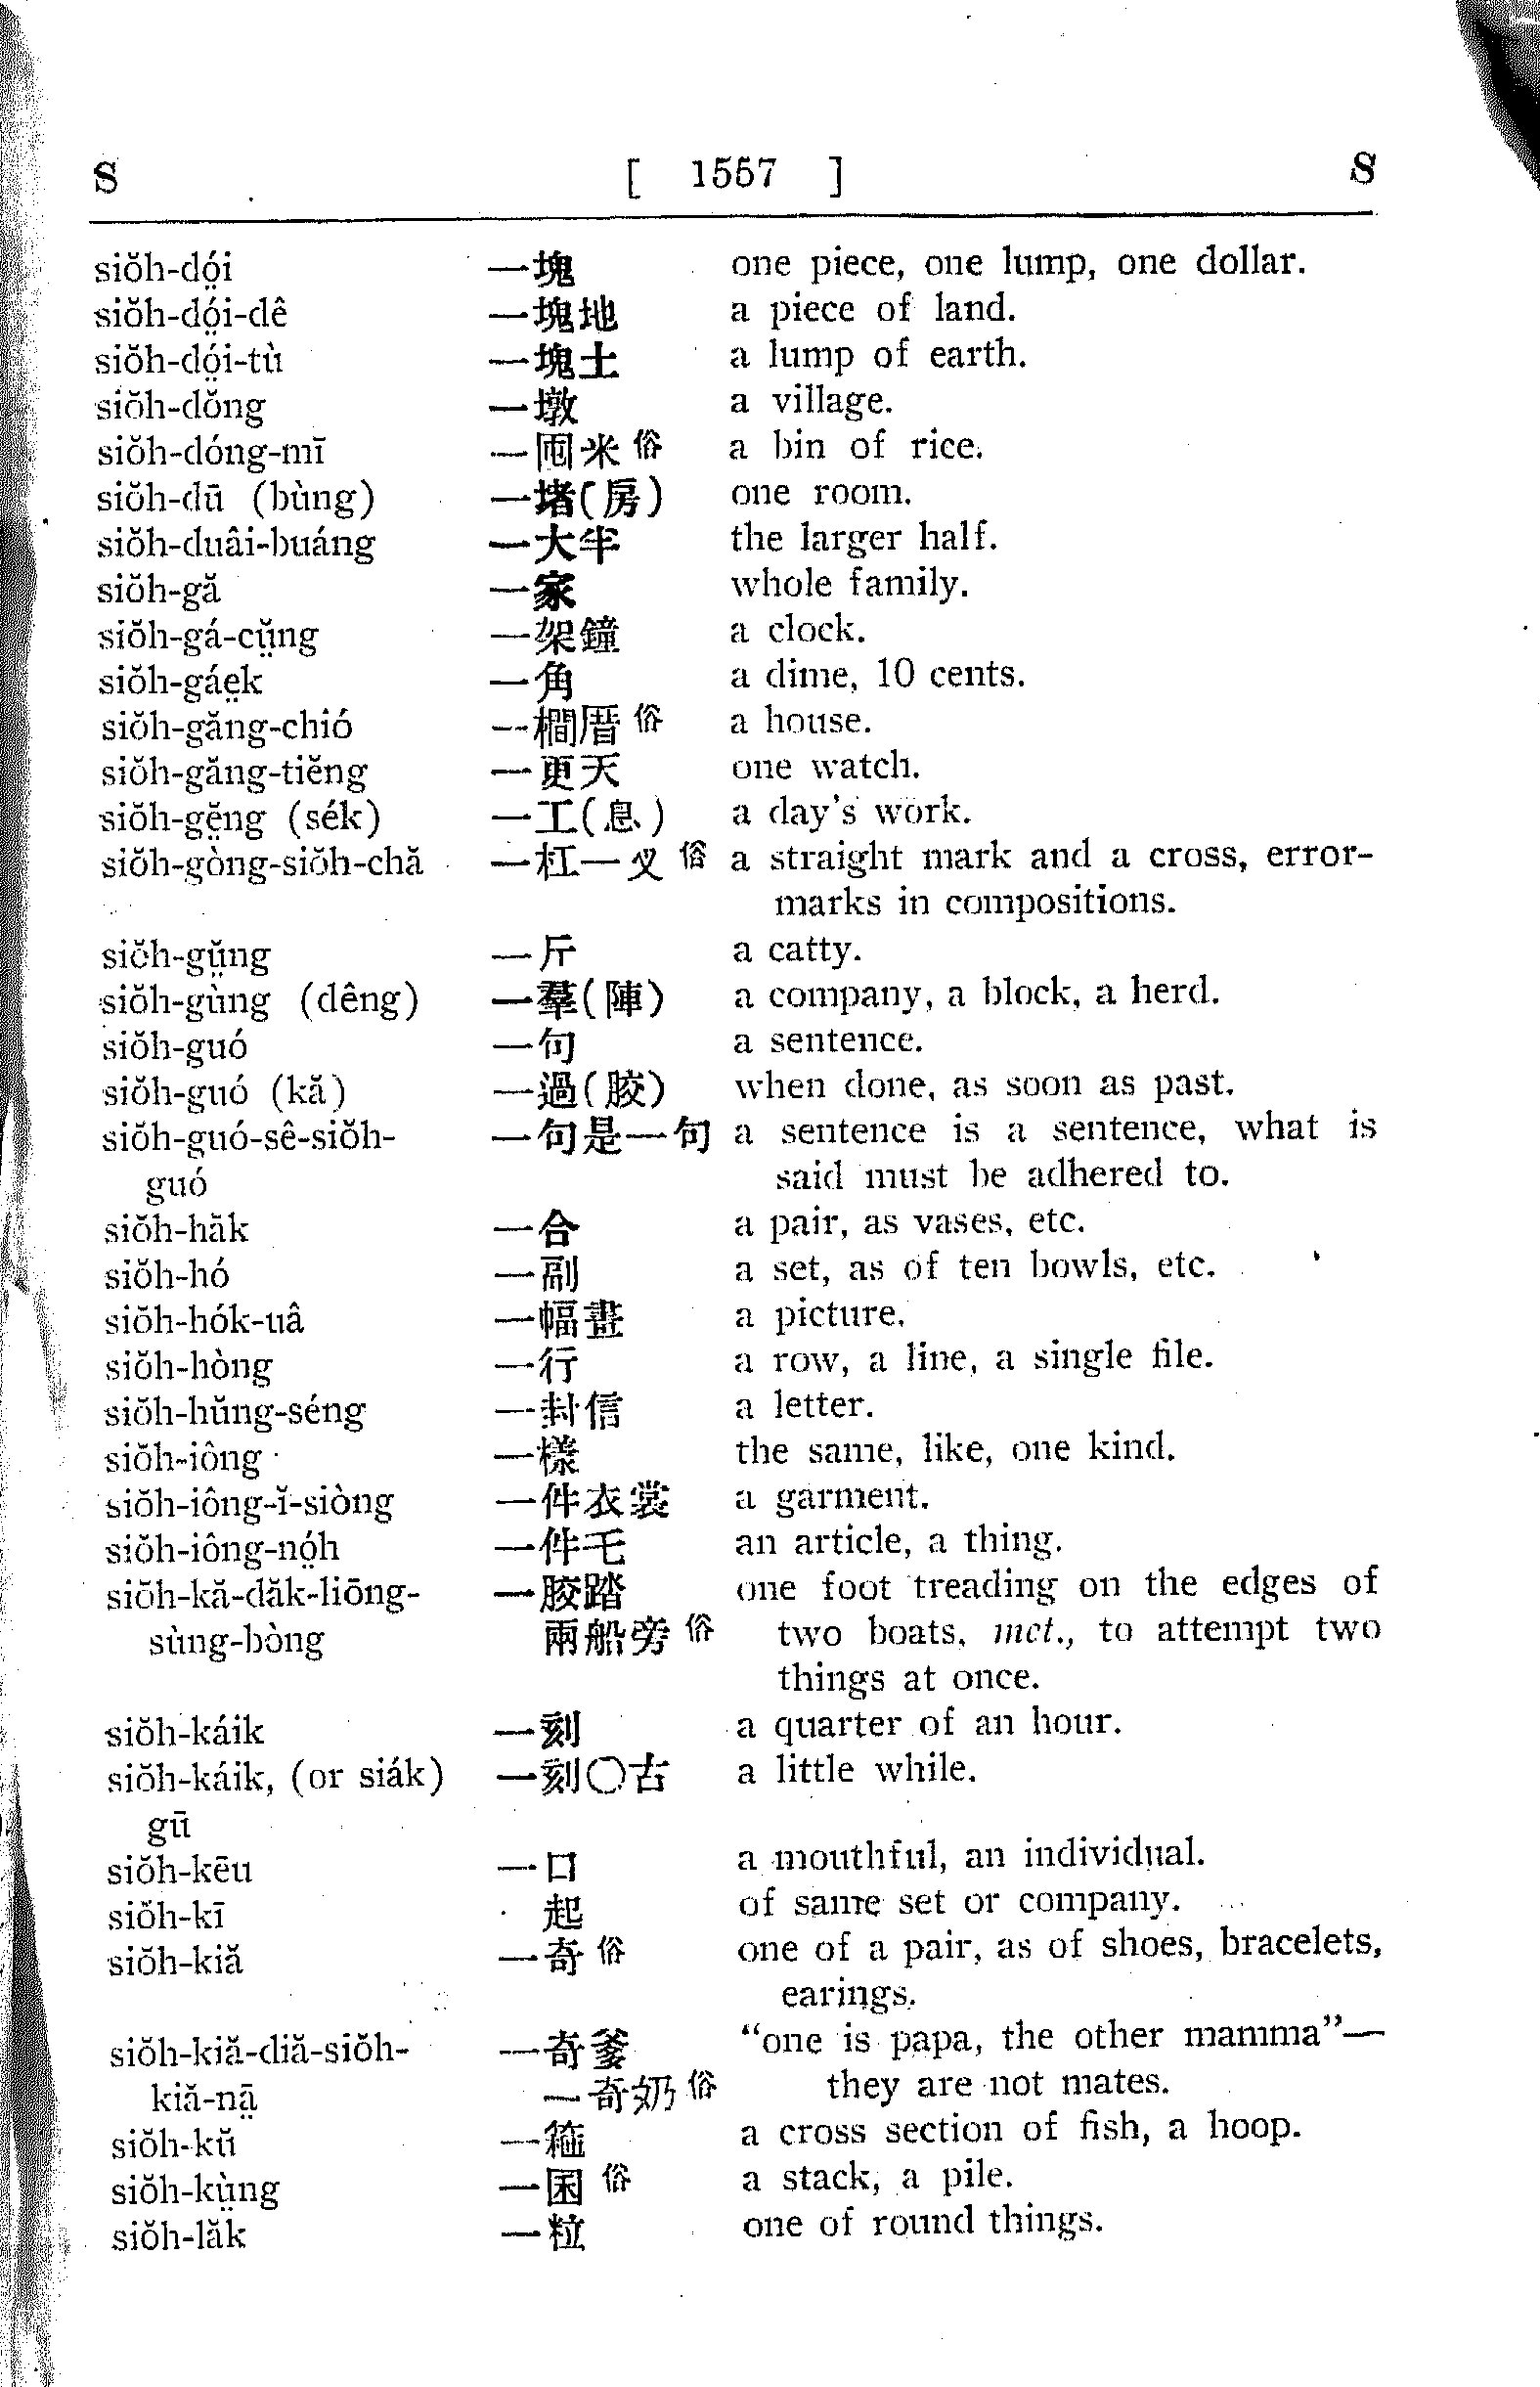 S [ 1557 ] S
siŏh-dó̤i 一塊 one piece, one lump, one dollar.
siŏh-dó̤i-dê 一塊地 a piece of land.
siŏh-dó̤i-tù 一塊土 a lump of earth.
siŏh-dŏng 一墩 a village.
siŏh-dóng-mī 一囤米俗 a bin of rice.
siŏh-dū (bùng) 一堵(房) one room.
siŏh-duâi-buáng 一大半 the larger half.
siŏh-gă 一家 whole family.
siŏh-gá-cṳ̆ng 一架鐘 a clock.
siŏh-gáe̤k 一角 a dime, 10 cents.
siŏh-găng-chió 一橺厝俗 a house.
siŏh-găng-tiĕng 一更天 one watch.
siŏh-gĕ̤ng (sék) 一工(息) a day's work.
siŏh-gòng-siŏh-chă 一杠一义俗 a straight mark and a cross, error-
marks in compositions.
siŏh-gṳ̆ng 一斤 a catty.
siŏh-gùng (dêng) 一羣(陣) a company, a block, a herd.
siŏh-guó 一句 a sentence.
siŏh-guó (kă) 一過(胶) when done, as soon as past.
siŏh-guó-sê-siŏh- 一句是一句 a sentence is a sentence, what is
guó said must be adhered to.
siŏh-hăk 一合 a pair, as vases, etc.
siŏh-hó 一副 a set, as of ten bowls, etc.
siŏh-hók-uâ 一幅畫 a picture.
siŏh-hòng 一行 a row, a line, a single file.
siŏh-hŭng-séng 一封信 a letter.
siŏh-iông 一樣 the same, like, one kind.
siŏh-iông-ĭ-siòng 一件衣裳 a garment.
siŏh-iông-nó̤h 一件乇 an article, a thing.
siŏh-kă-dăk-liōng- 一胶踏 one foot treading on the edges of
sùng-bòng 兩船旁俗 two boats, met., to attempt two
things at once.
siŏh-káik 一刻 a quarter of an hour.
siŏh-káik, (or siák) 一刻〇古 a little while.
gū
siŏh-kēu 一口 a mouthful, an individual.
siŏh-kī 起 of same set or company.
siŏh-kiă 一奇俗 one of a pair, as of shoes, bracelets,
earings.
siŏh-kiă-diă-siŏh- 一奇爹 "one is papa, the other mamma"—
kiă-nā̤ 一奇奶俗 they are not mates.
siŏh-kŭ 一箍 a cross section of fish, a hoop.
siŏh-kṳ̀ng 一囷俗 a stack, a pile.
siŏh-lăk 一粒 one of round things.